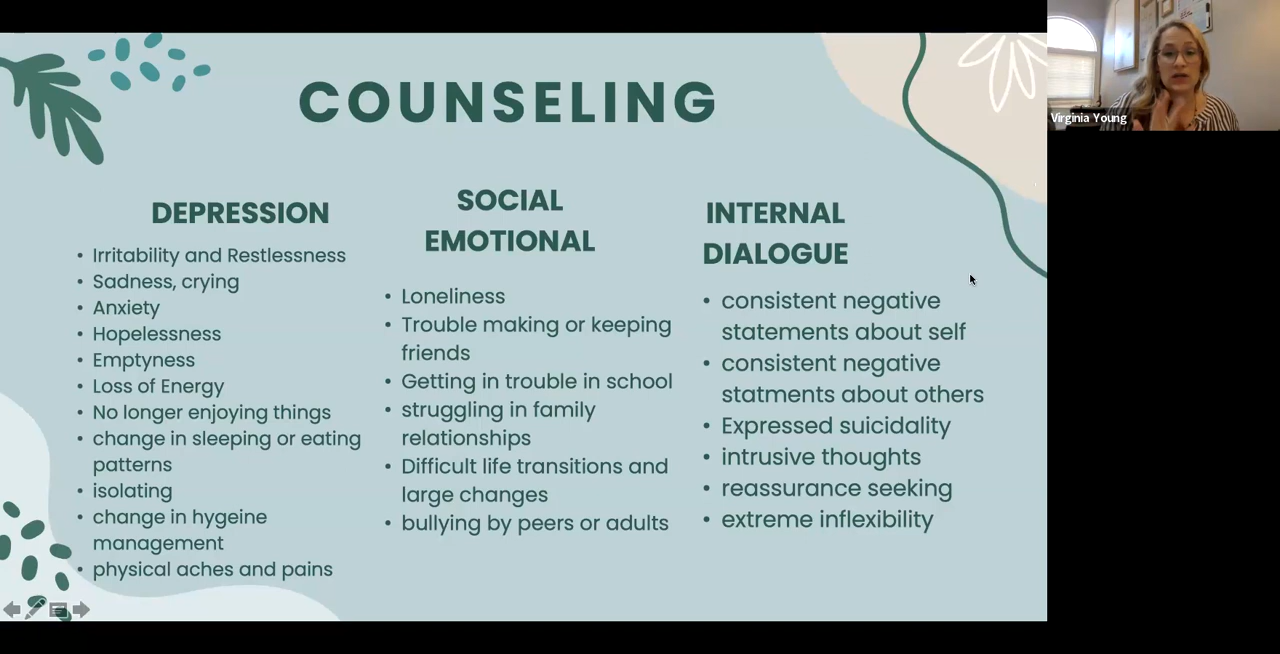 COUNSELING
DEPRESSION
Irritability and Restlessness
Sadness, crying
Anxiety
Hopelessness
Emptyness
Loss of Energy
No longer enjoying things
change in sleeping or eating
patterns
isolating
change in hygeine
management
physical aches and pains
SOCIAL
EMOTIONAL
Loneliness
Trouble making or keeping
friends
Getting in trouble in school
struggling in family
relationships
Difficult life transitions and
large changes
bullying by peers or adults
INTERNAL
DIALOGUE
consistent negative
statements about self
consistent negative
statments about others
Expressed suicidality
intrusive thoughts
reassurance seeking
extreme inflexibility
Virginia Young